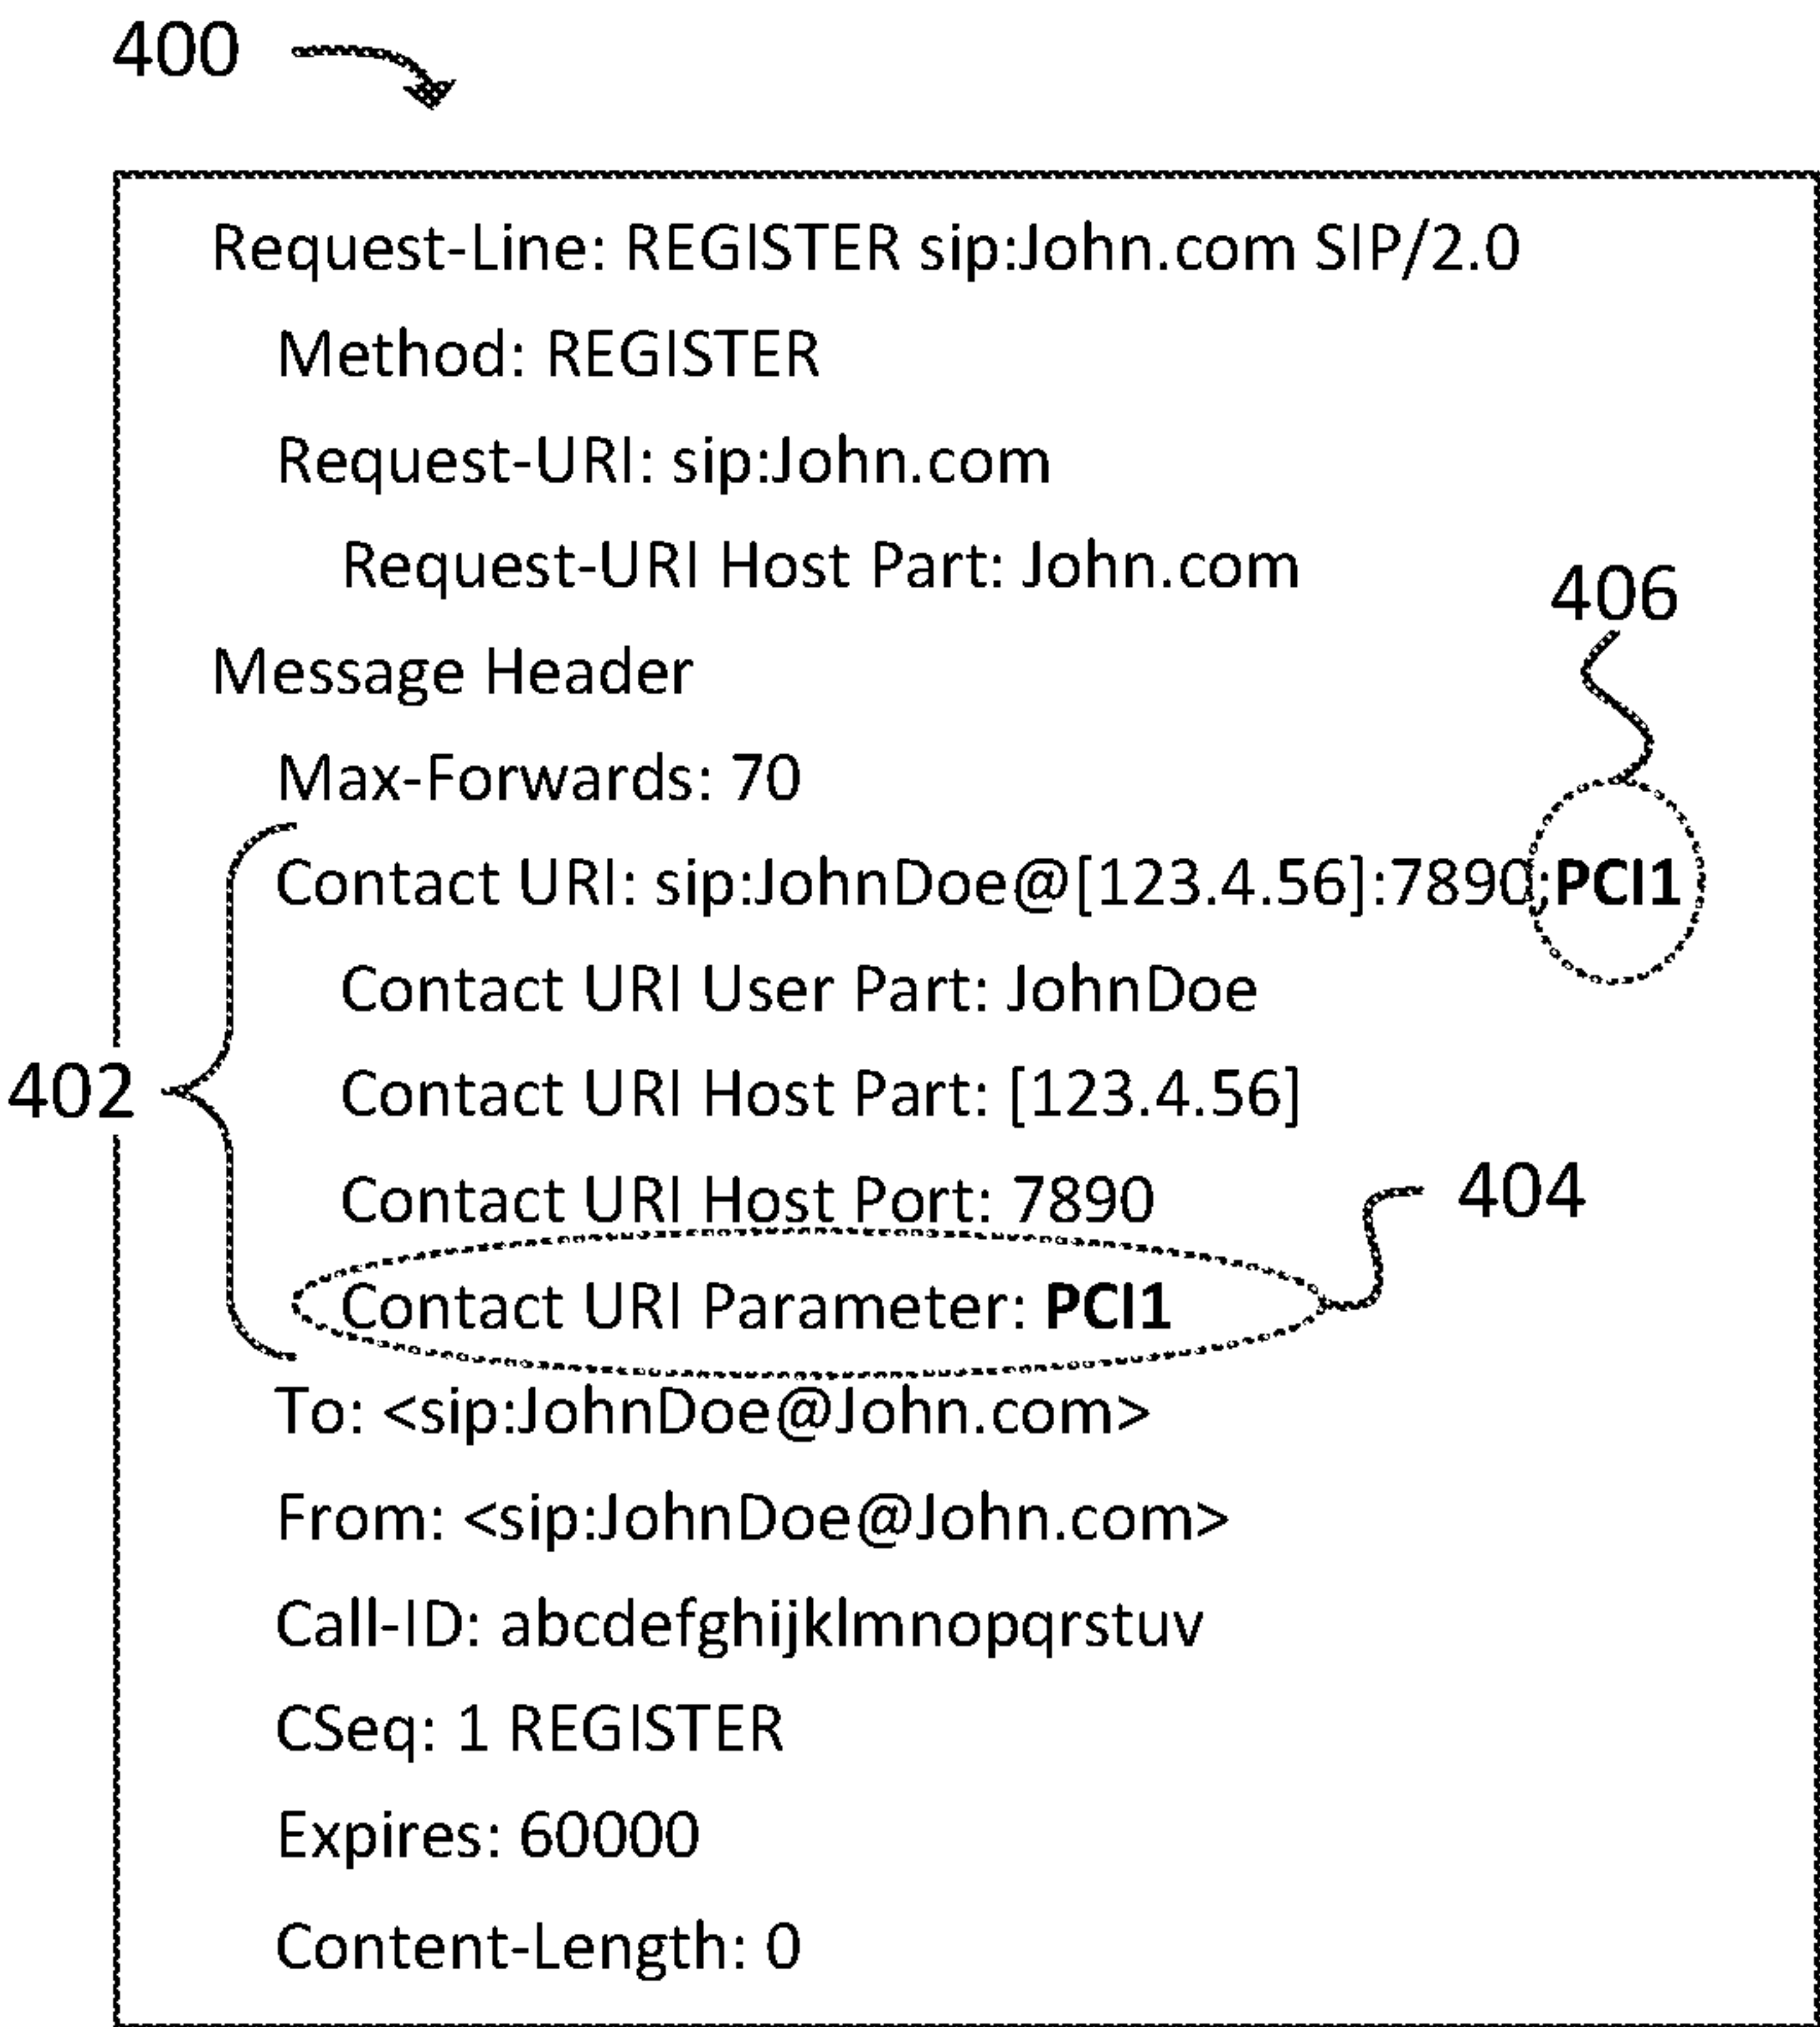 400
Request-Line: REGISTER sip:John.com SIP/2.0
Method: REGISTER
Request-URI: sip:John.com
Request-URI Host Part: John.com
406
Message Header
Max-Forwards: 70
Contact URI: sip:JohnDoe@[123.4.56]:7890;PCI1
Contact URI User Part: JohnDoe
402
Contact URI Host Part: [123.4.56]
Contact URI Host Port: 7890
404
Contact URI Parameter: PCI1
To: <sip:JohnDoe@John.com>
From: <sip:JohnDoe@John.com>
Call-ID: abcdefghijklmnopqrstuv
CSeq: 1 REGISTER
Expires: 60000
Content-Length: 0